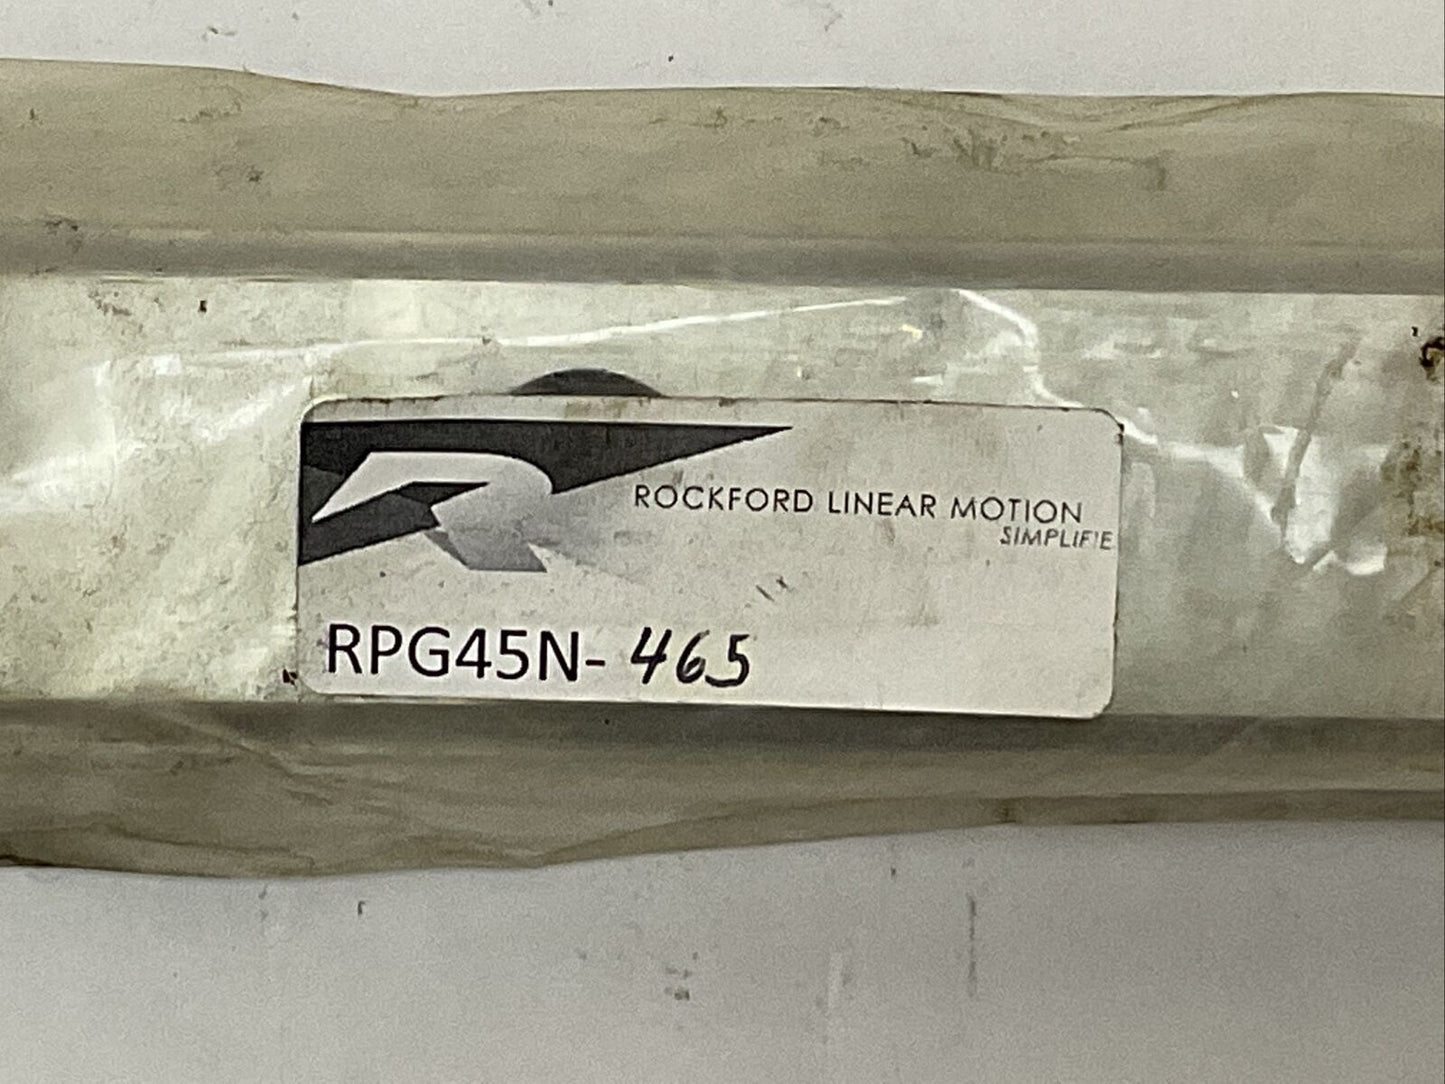 ROCKFORD LINEAR MOTION
SIMPLIFIE
RPG45N-465